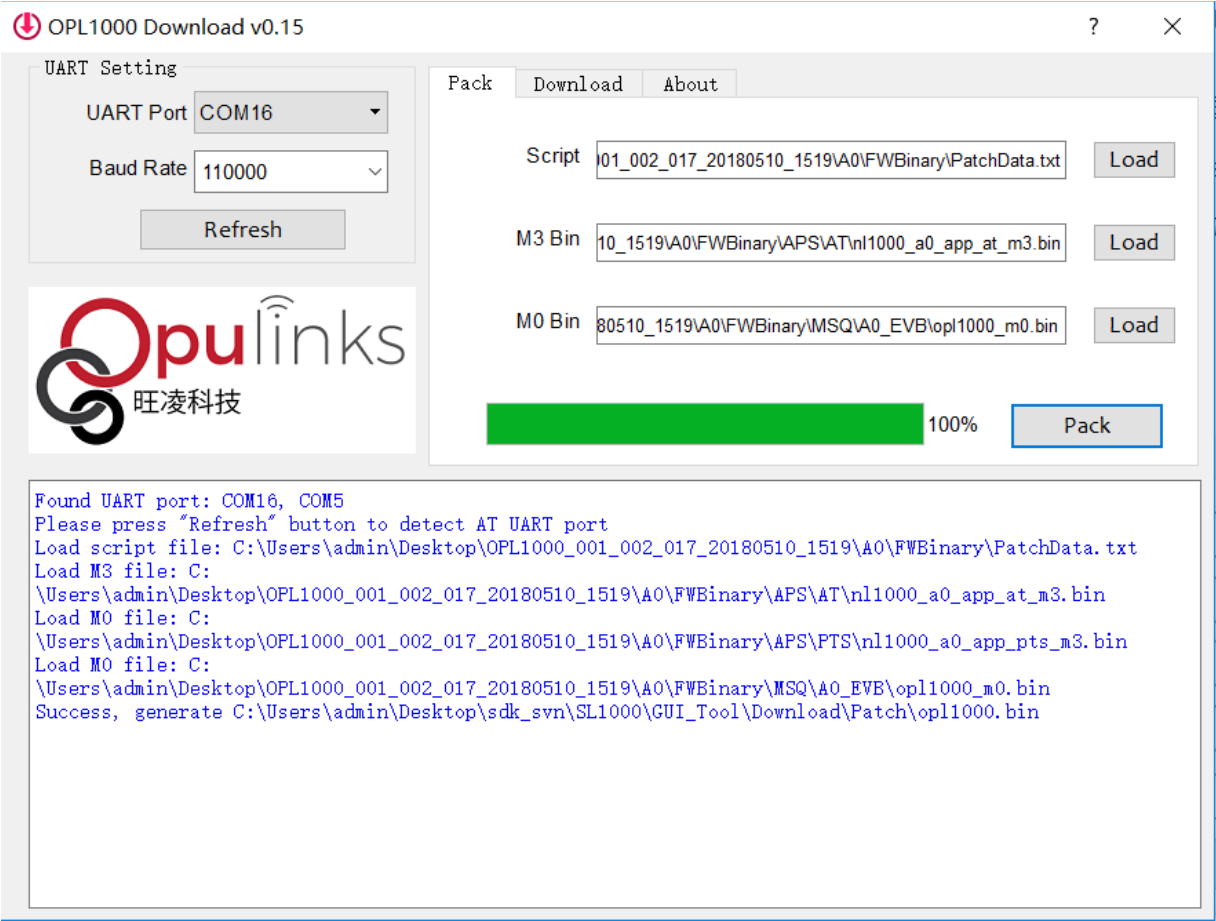 OPL1000 Download v0.15
?
UART Setting
UART Port COM16
Baud Rate 110000
Refresh
Opulinks
旺凌科技
Pack Download About
Script 01_002_017_20180510_1519\A0\FWBinary\PatchData.txt Load
M3 Bin 10_1519\A0\FWBinary\APS\AT\nl1000_a0_app_at_m3.bin Load
M0 Bin 80510_1519\A0\FWBinary\MSQ\A0_EVB\opl1000_m0.bin Load
100% Pack
Found UART port: COM16, COM5
Please press "Refresh" button to detect AT UART port
Load script file: C:\Users\admin\Desktop\OPL1000_001_002_017_20180510_1519\A0\FWBinary\PatchData.txt
Load M3 file: C:
\Users\admin\Desktop\OPL1000_001_002_017_20180510_1519\A0\FWBinary\APS\AT\nl1000_a0_app_at_m3.bin
Load M0 file: C:
\Users\admin\Desktop\OPL1000_001_002_017_20180510_1519\A0\FWBinary\APS\PTS\nl1000_a0_app_pts_m3.bin
Load M0 file: C:
\Users\admin\Desktop\OPL1000_001_002_017_20180510_1519\A0\FWBinary\MSQ\A0_EVB\opl1000_m0.bin
Success, generate C:\Users\admin\Desktop\sdk_svn\SL1000\GUI_Tool\Download\Patch\opl1000.bin